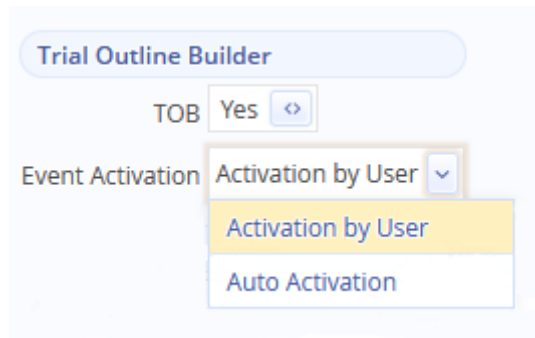 Trial Outline Builder
TOB Yes
Event Activation Activation by User
Activation by User
Auto Activation